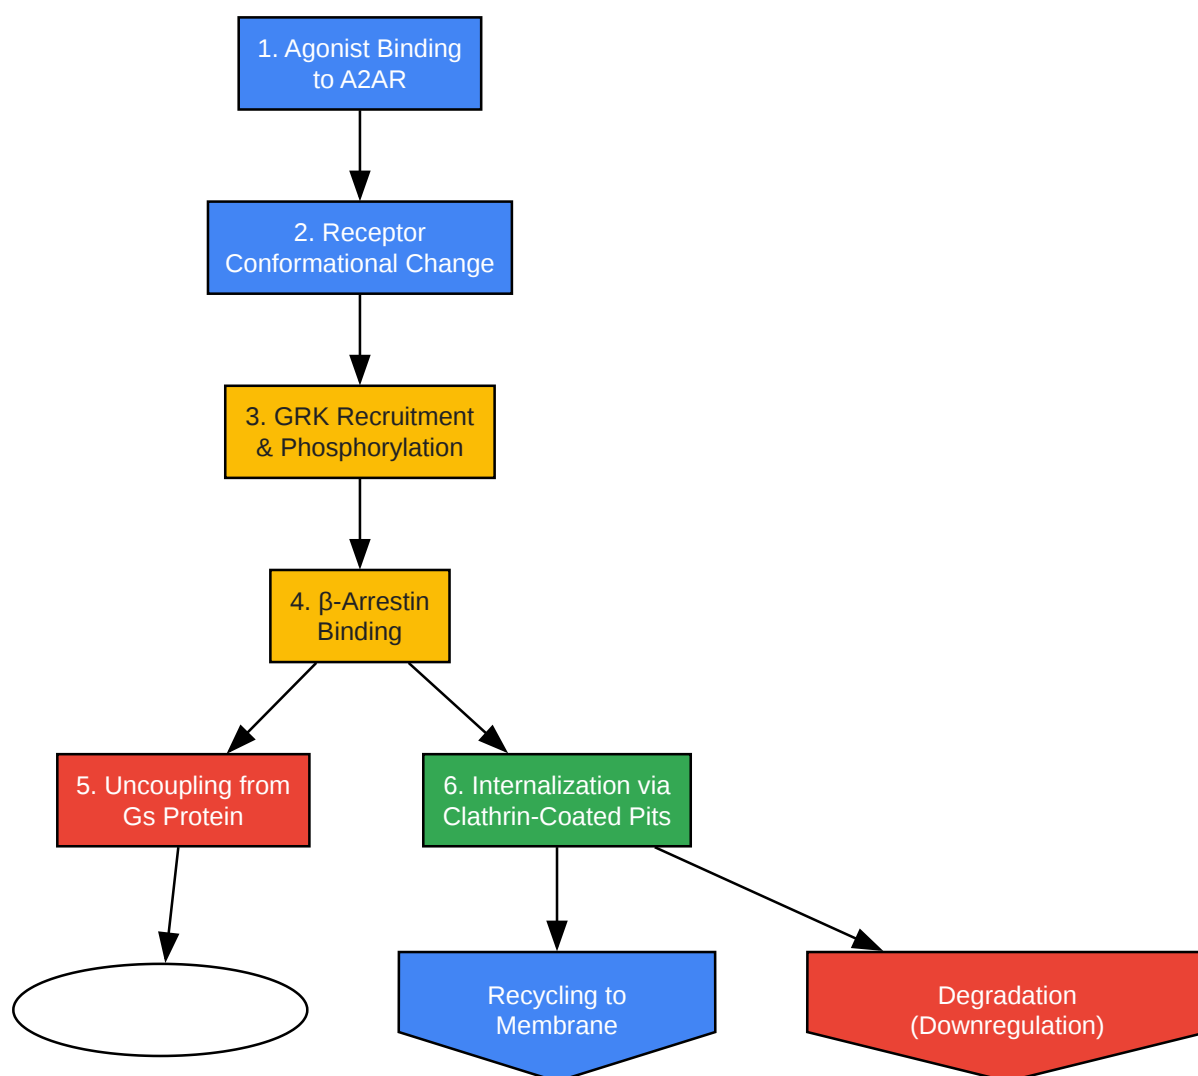 1. Agonist Binding
to A2AR
2. Receptor
Conformational Change
3. GRK Recruitment
& Phosphorylation
4. β-Arrestin
Binding
5. Uncoupling from
Gs Protein
6. Internalization via
Clathrin-Coated Pits
Recycling to
Membrane
Degradation
(Downregulation)